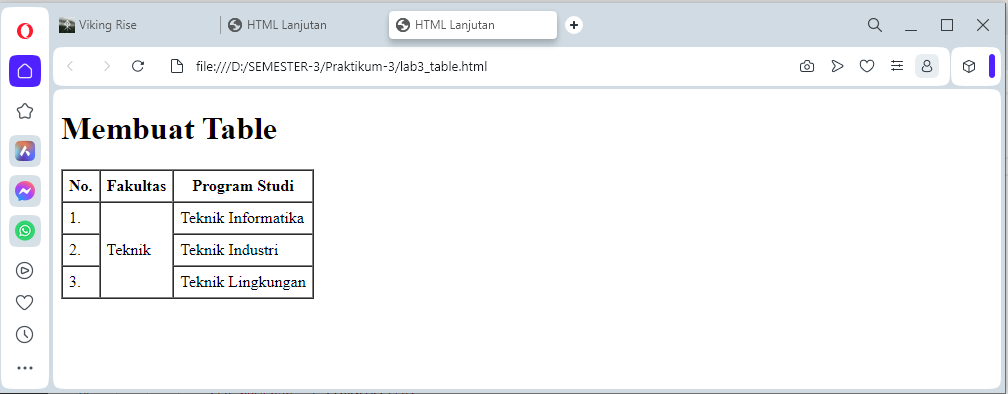 Viking Rise HTML Lanjutan HTML Lanjutan
file:///D:/SEMESTER-3/Praktikum-3/lab3_table.html
Membuat Table
No. Fakultas Program Studi
1. Teknik Informatika
2. Teknik Teknik Industri
3. Teknik Lingkungan